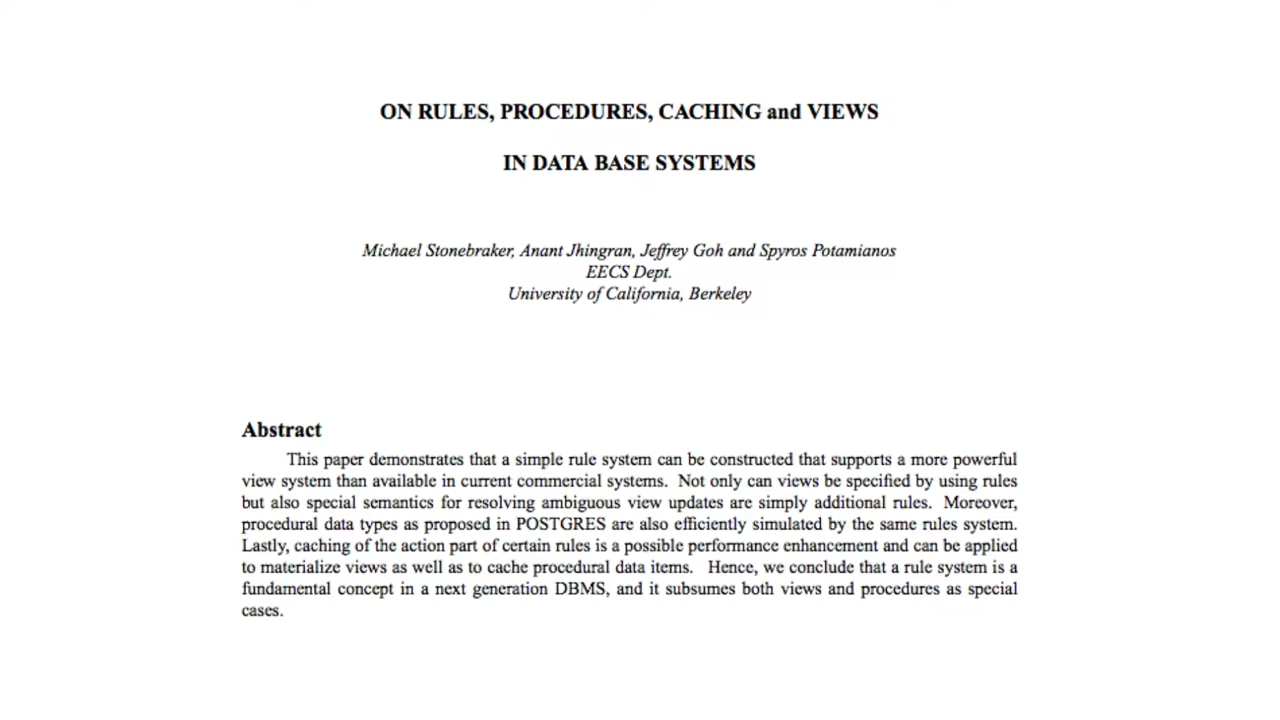 ON RULES, PROCEDURES, CACHING and VIEWS
IN DATA BASE SYSTEMS
Michael Stonebraker, Anant Jhingran, Jeffrey Goh and Spyros Potamianos
EECS Dept.
University of California, Berkeley
Abstract
This paper demonstrates that a simple rule system can be constructed that supports a more powerful
view system than available in current commercial systems. Not only can views be specified by using rules
but also special semantics for resolving ambiguous view updates are simply additional rules. Moreover,
procedural data types as proposed in POSTGRES are also efficiently simulated by the same rules system.
Lastly, caching of the action part of certain rules is a possible performance enhancement and can be applied
to materialize views as well as to cache procedural data items. Hence, we conclude that a rule system is a
fundamental concept in a next generation DBMS, and it subsumes both views and procedures as special
cases.